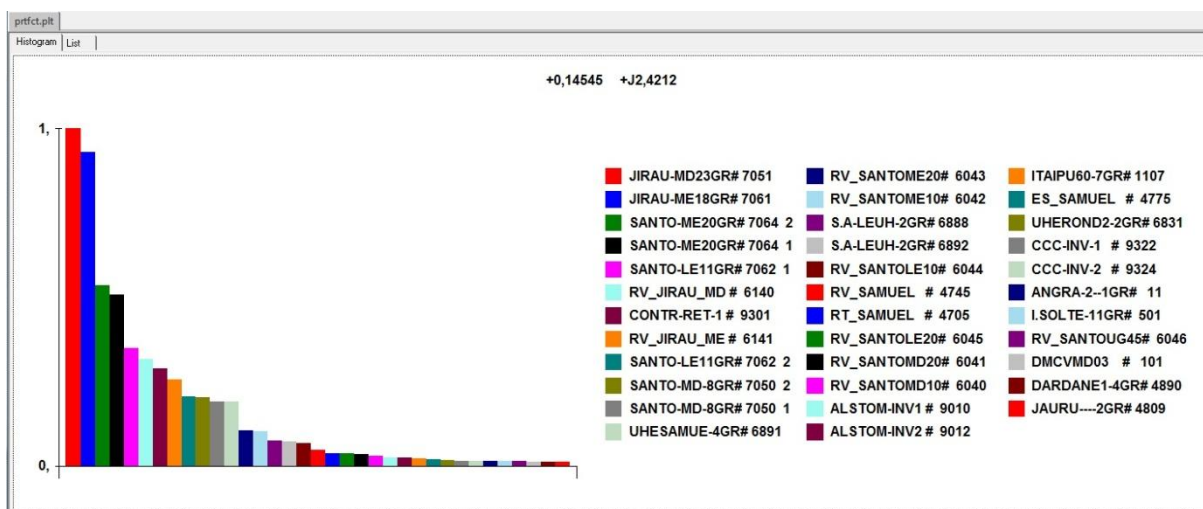 prtfct.plt
Histogram List
+0,14545 +J2,4212
1,
0,
JIRAU-MD23GR# 7051
JIRAU-ME18GR# 7061
SANTO-ME20GR# 7064 2
SANTO-ME20GR# 7064 1
SANTO-LE11GR# 7062 1
RV_JIRAU_MD # 6140
CONTR-RET-1 # 9301
RV_JIRAU_ME # 6141
SANTO-LE11GR# 7062 2
SANTO-MD-8GR# 7050 2
SANTO-MD-8GR# 7050 1
UHESAMUE-4GR# 6891
RV_SANTOME20# 6043
RV_SANTOME10# 6042
S.A-LEUH-2GR# 6888
S.A-LEUH-2GR# 6892
RV_SANTOLE10# 6044
RV_SAMUEL # 4745
RT_SAMUEL # 4705
RV_SANTOLE20# 6045
RV_SANTOMD20# 6041
RV_SANTOMD10# 6040
ALSTOM-INV1 # 9010
ALSTOM-INV2 # 9012
ITAIPU60-7GR# 1107
ES_SAMUEL # 4775
UHEROND2-2GR# 6831
CCC-INV-1 # 9322
CCC-INV-2 # 9324
ANGRA-2--1GR# 11
I.SOLTE-11GR# 501
RV_SANTOUG45# 6046
DMCVMD03 # 101
DARDANE1-4GR# 4890
JAURU----2GR# 4809